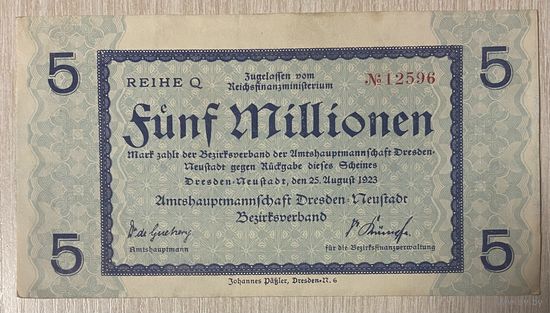 5 5
REIHE Q
Zugelassen vom
Reichsfinanzministerium
№ 12596
Fünf Millionen
Mark zahlt der Bezirksverband der Amtshauptmannschaft Dresden-
Neustadt gegen Rückgabe dieses Scheines
Dresden-Neustadt, den 25. August 1923
Amtshauptmannschaft Dresden-Neustadt
Bezirksverband
Amtshauptmann
für die Bezirksfinanzverwaltung
5 5
Johannes Päßler, Dresden-N. 6